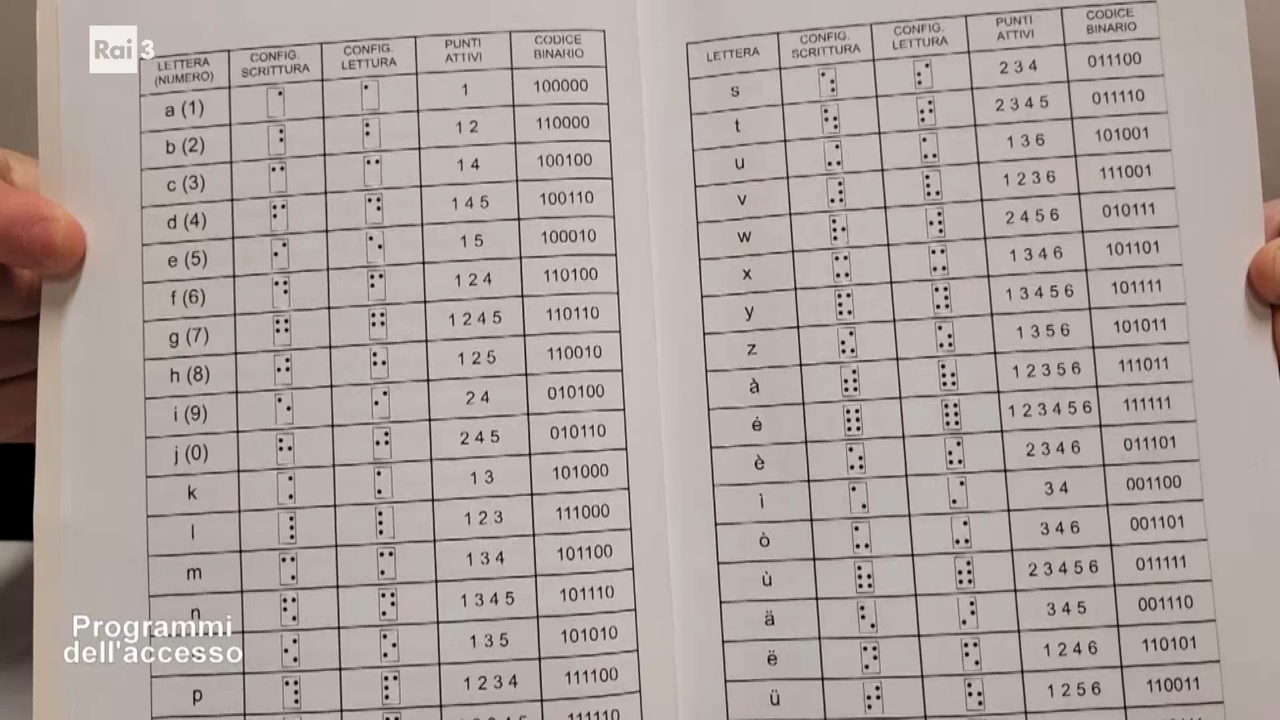 Rai 3
LETTERA (NUMERO) CONFIG. SCRITTURA CONFIG. LETTURA PUNTI ATTIVI CODICE BINARIO
a (1) 1 100000
b (2) 1 2 110000
c (3) 1 4 100100
d (4) 1 4 5 100110
e (5) 1 5 100010
f (6) 1 2 4 110100
g (7) 1 2 4 5 110110
h (8) 1 2 5 110010
i (9) 2 4 010100
j (0) 2 4 5 010110
k 1 3 101000
l 1 2 3 111000
m 1 3 4 101100
n 1 3 4 5 101110
1 3 5 101010
p 1 2 3 4 111100
111110
LETTERA CONFIG. SCRITTURA CONFIG. LETTURA PUNTI ATTIVI CODICE BINARIO
s 2 3 4 011100
t 2 3 4 5 011110
u 1 3 6 101001
v 1 2 3 6 111001
w 2 4 5 6 010111
x 1 3 4 6 101101
y 1 3 4 5 6 101111
z 1 3 5 6 101011
à 1 2 3 5 6 111011
é 1 2 3 4 5 6 111111
è 2 3 4 6 011101
ì 3 4 001100
ò 3 4 6 001101
ù 2 3 4 5 6 011111
ä 3 4 5 001110
ë 1 2 4 6 110101
ü 1 2 5 6 110011
Programmi
dell'accesso